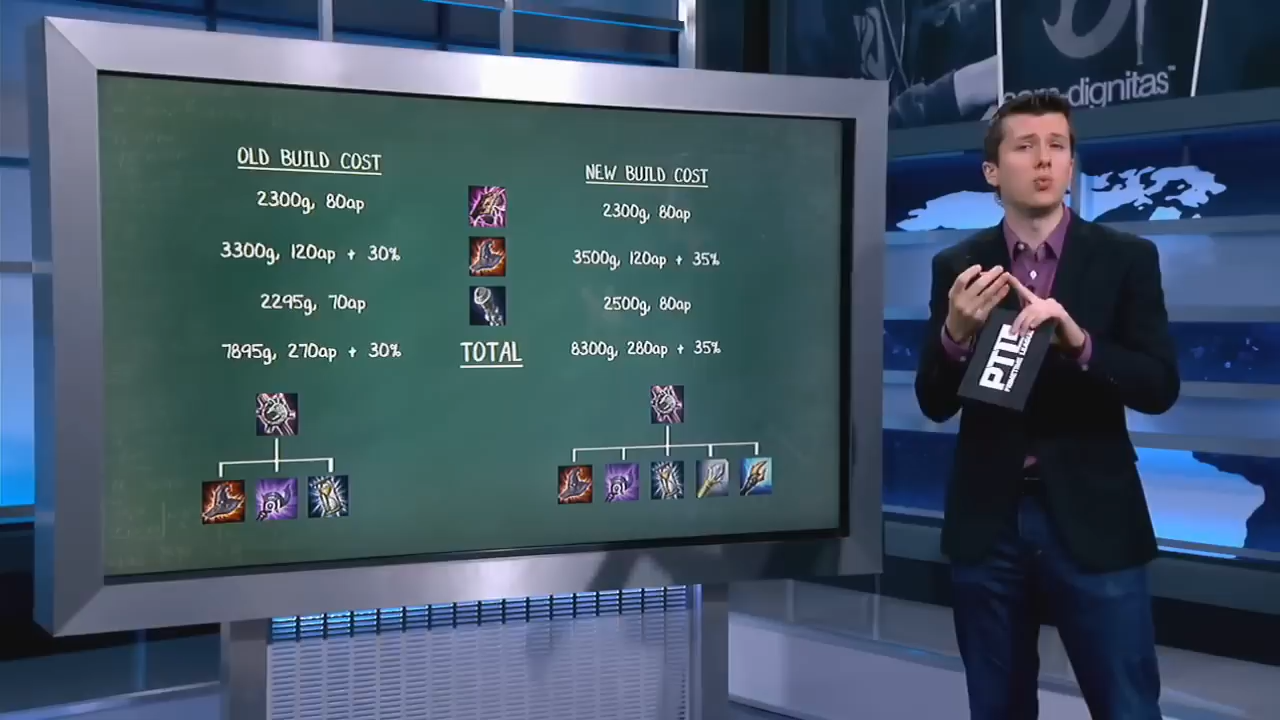 OLD BUILD COST
2300g, 80ap
3300g, 120ap + 30%
2295g, 70ap
7895g, 270ap + 30%
TOTAL
NEW BUILD COST
2300g, 80ap
3500g, 120ap + 35%
2500g, 80ap
8300g, 280ap + 35%
dignitas™
PTL